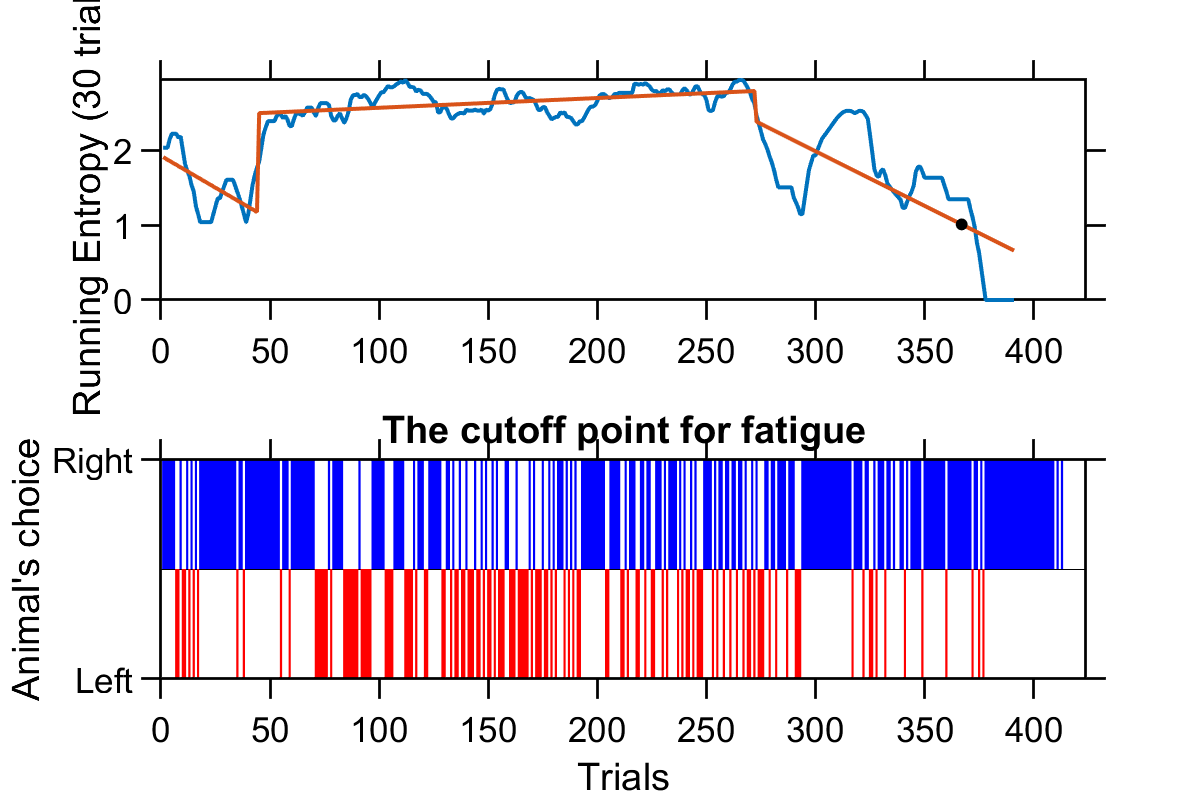 Running Entropy (30 trial
2
1
0
0 50 100 150 200 250 300 350 400
The cutoff point for fatigue
Animal's choice
Right
Left
0 50 100 150 200 250 300 350 400
Trials